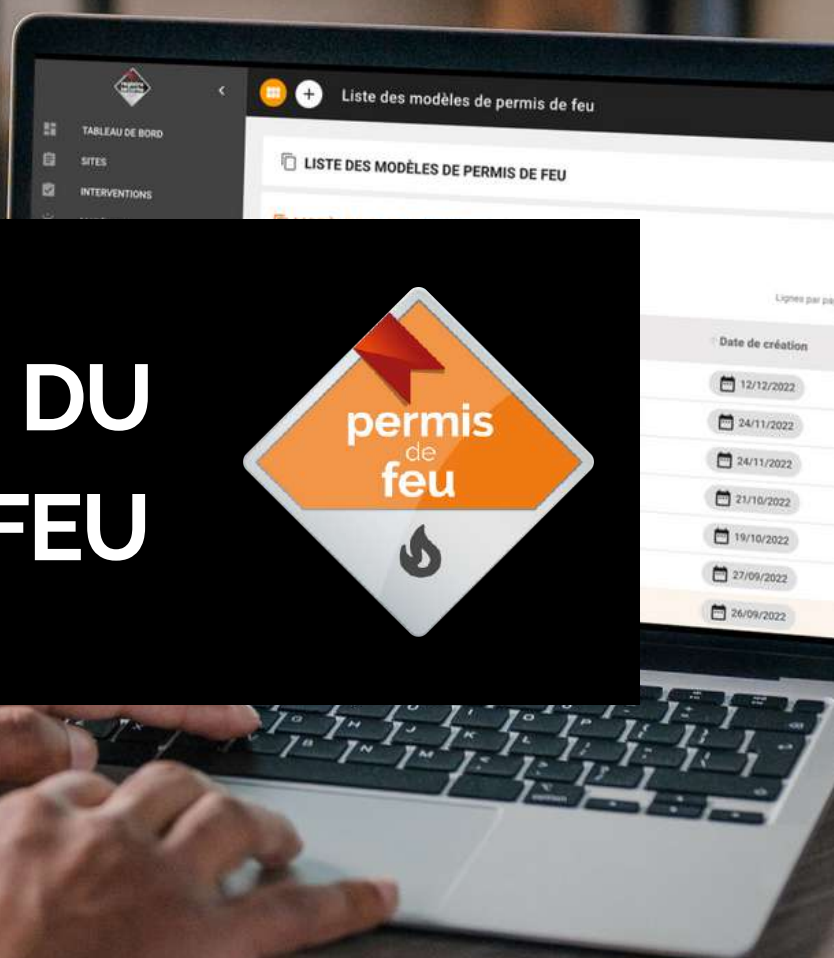 Liste des modèles de permis de feu
TABLEAU DE BORD
SITES
INTERVENTIONS
LISTE DES MODÈLES DE PERMIS DE FEU
Lignes par
Date de création
12/12/2022
24/11/2022
24/11/2022
21/10/2022
19/10/2022
27/09/2022
26/09/2022
DU
FEU
permis
de
feu